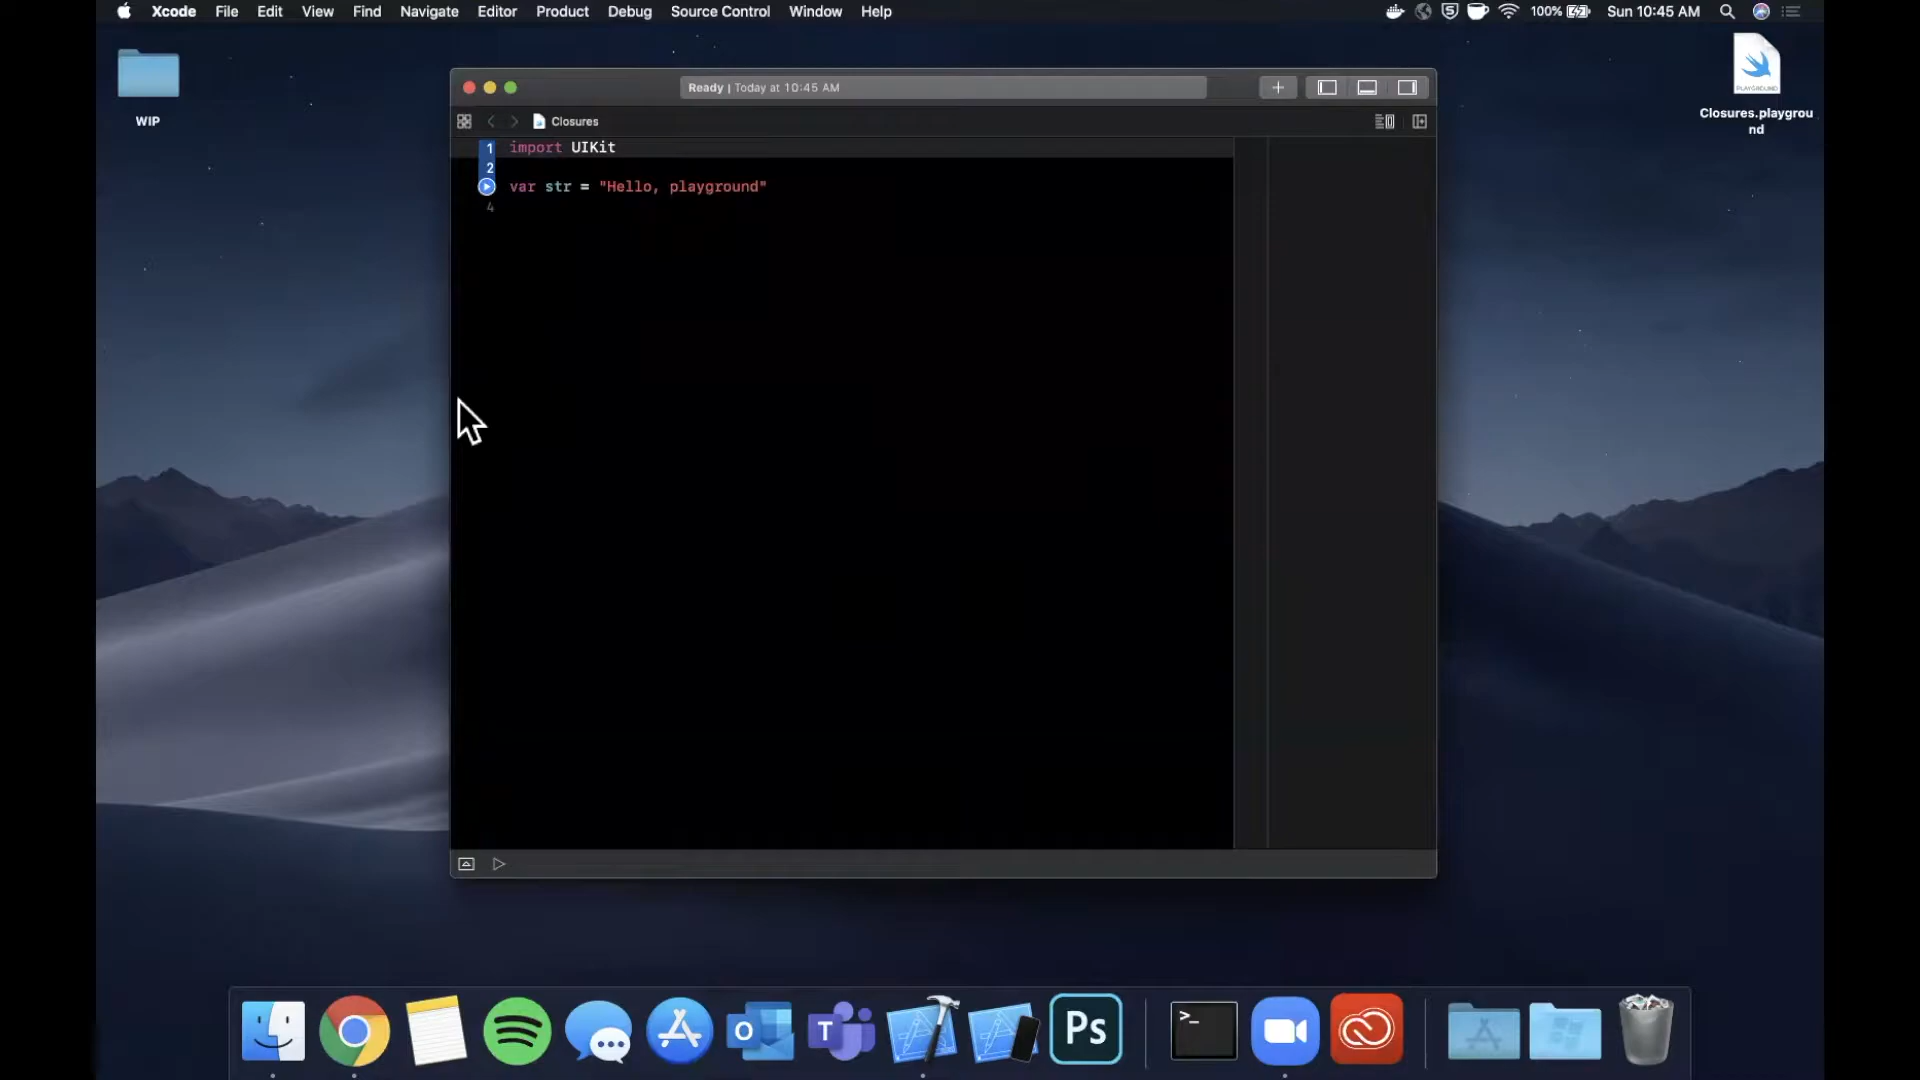 Xcode File Edit View Find Navigate Editor Product Debug Source Control Window Help
100% Sun 10:45 AM
WIP
PLAYGROUND
Closures.playgrou
nd
Ready | Today at 10:45 AM
Closures
1 import UIKit
2
var str = "Hello, playground"
4
O
T
Ps
>_